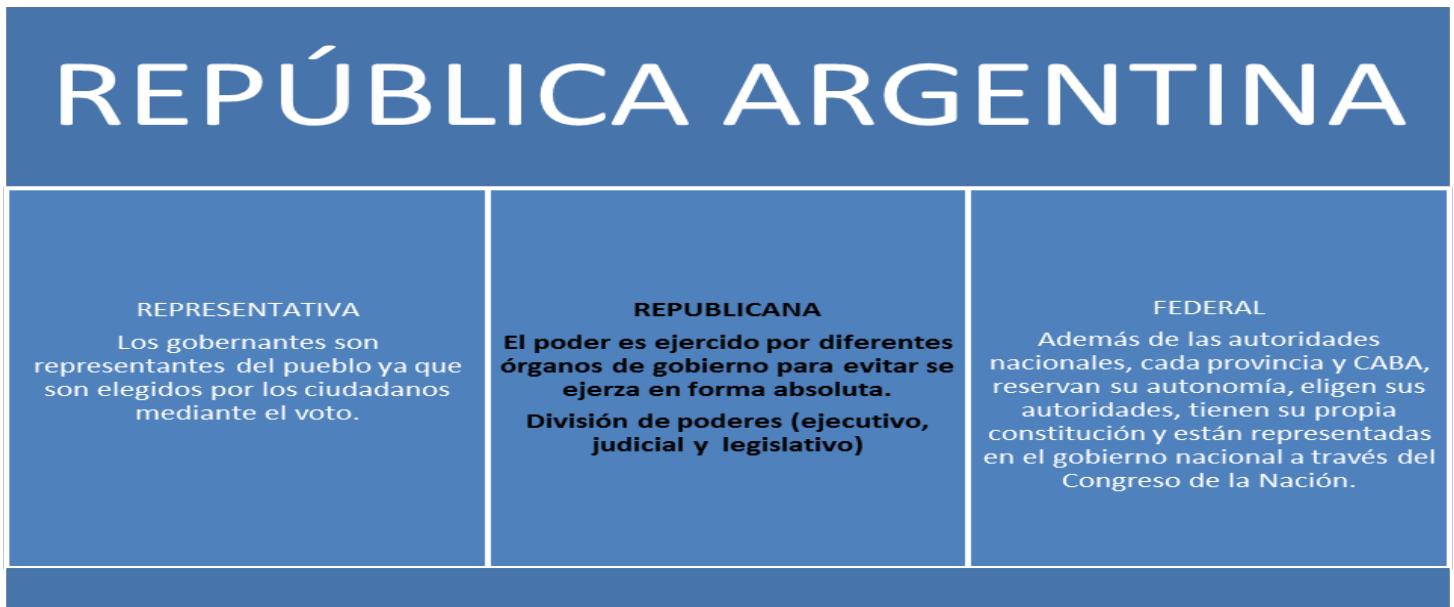 REPÚBLICA ARGENTINA
REPRESENTATIVA
Los gobernantes son
representantes del pueblo ya que
son elegidos por los ciudadanos
mediante el voto.
REPUBLICANA
El poder es ejercido por diferentes
órganos de gobierno para evitar se
ejerza en forma absoluta.
División de poderes (ejecutivo,
judicial y legislativo)
FEDERAL
Además de las autoridades
nacionales, cada provincia y CABA,
reservan su autonomía, eligen sus
autoridades, tienen su propia
constitución y están representadas
en el gobierno nacional a través del
Congreso de la Nación.